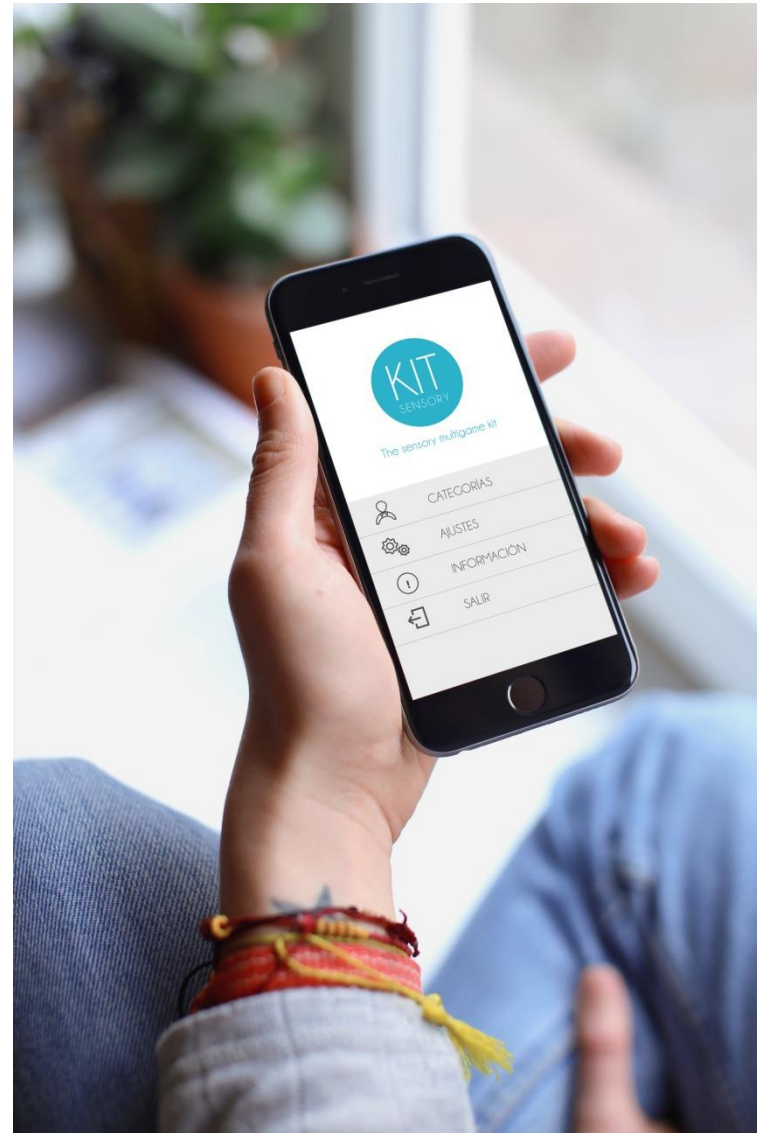 KIT
SENSORY
The sensory multigame kit
CATEGORÍAS
AJUSTES
INFORMACIÓN
SALIR